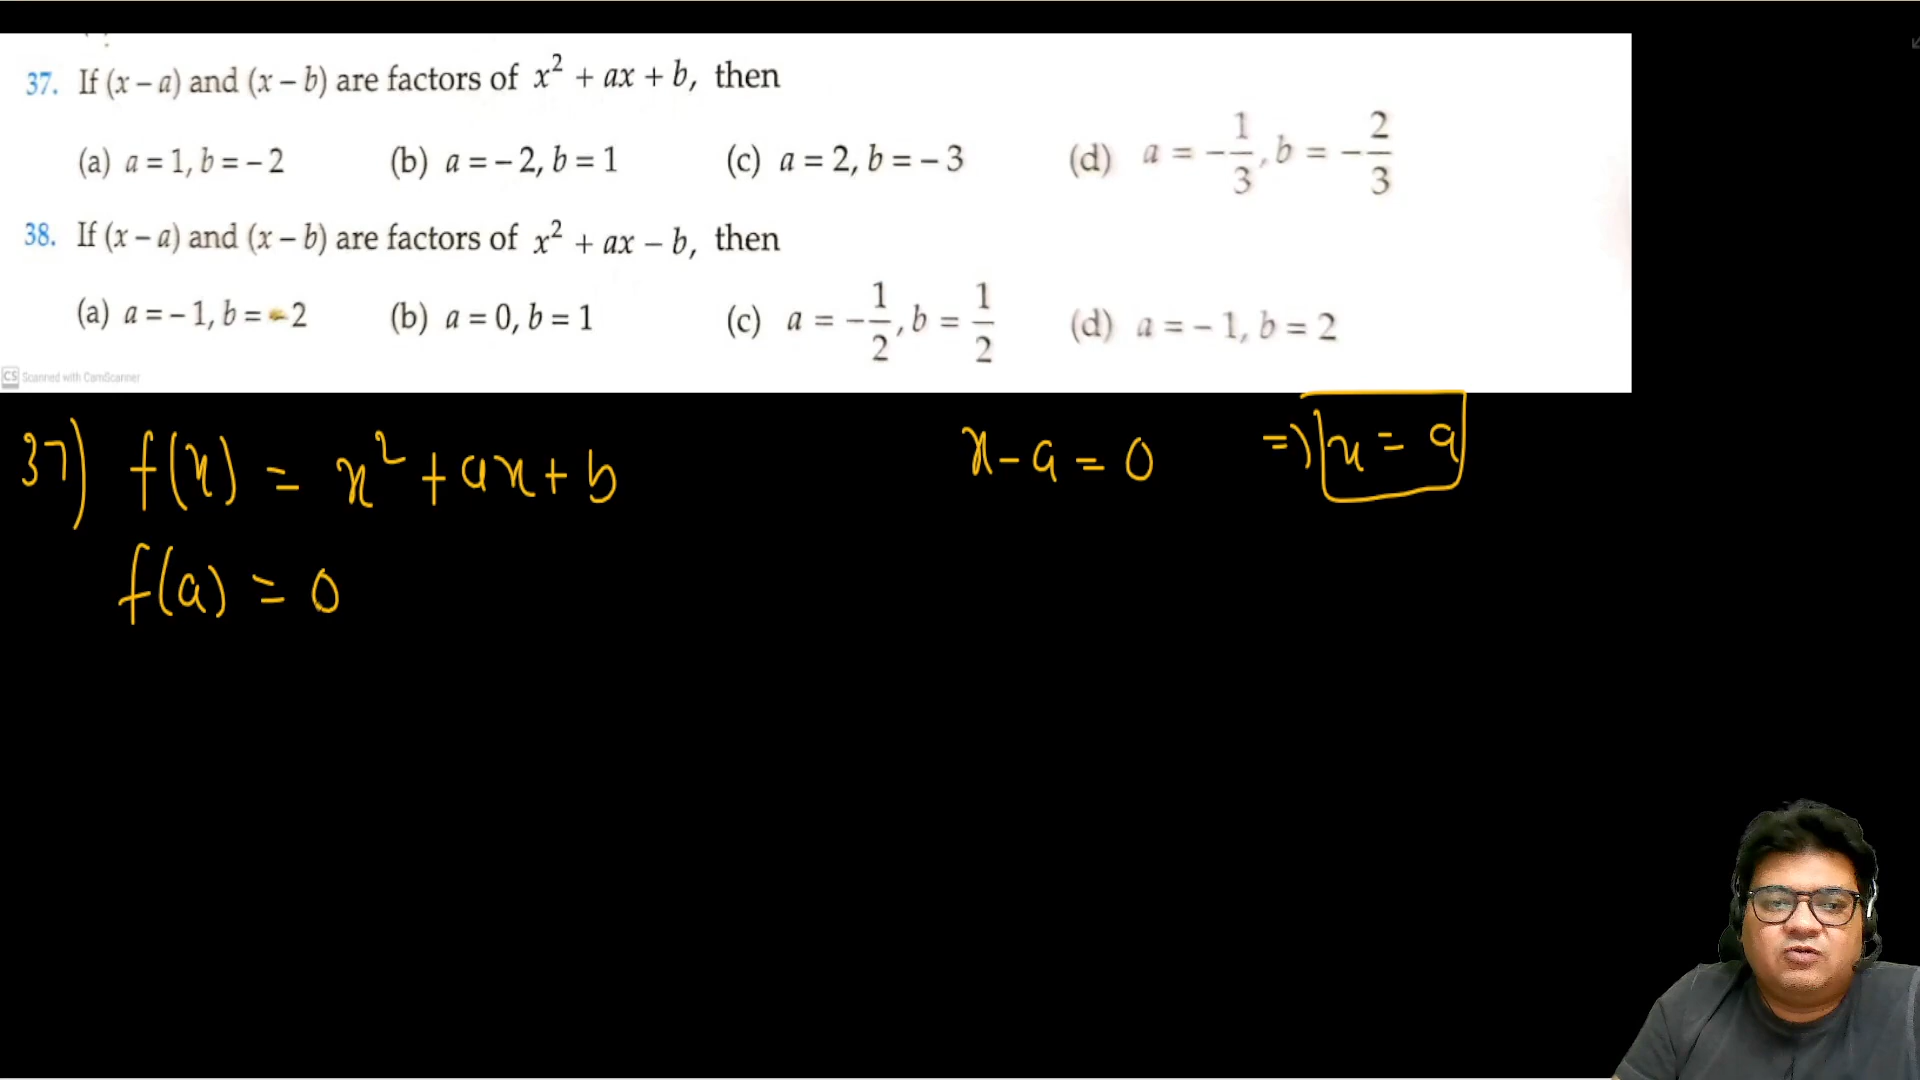 37. If (x – a) and (x – b) are factors of x² + ax + b, then
(a) a = 1, b = – 2 (b) a = – 2, b = 1 (c) a = 2, b = – 3 (d) a = –1/3, b = –2/3
38. If (x – a) and (x – b) are factors of x² + ax – b, then
(a) a = – 1, b = – 2 (b) a = 0, b = 1 (c) a = –1/2, b = 1/2 (d) a = – 1, b = 2
CS Scanned with CamScanner
37) f(x) = x² + ax + b x - a = 0 => x = a
f(a) = 0